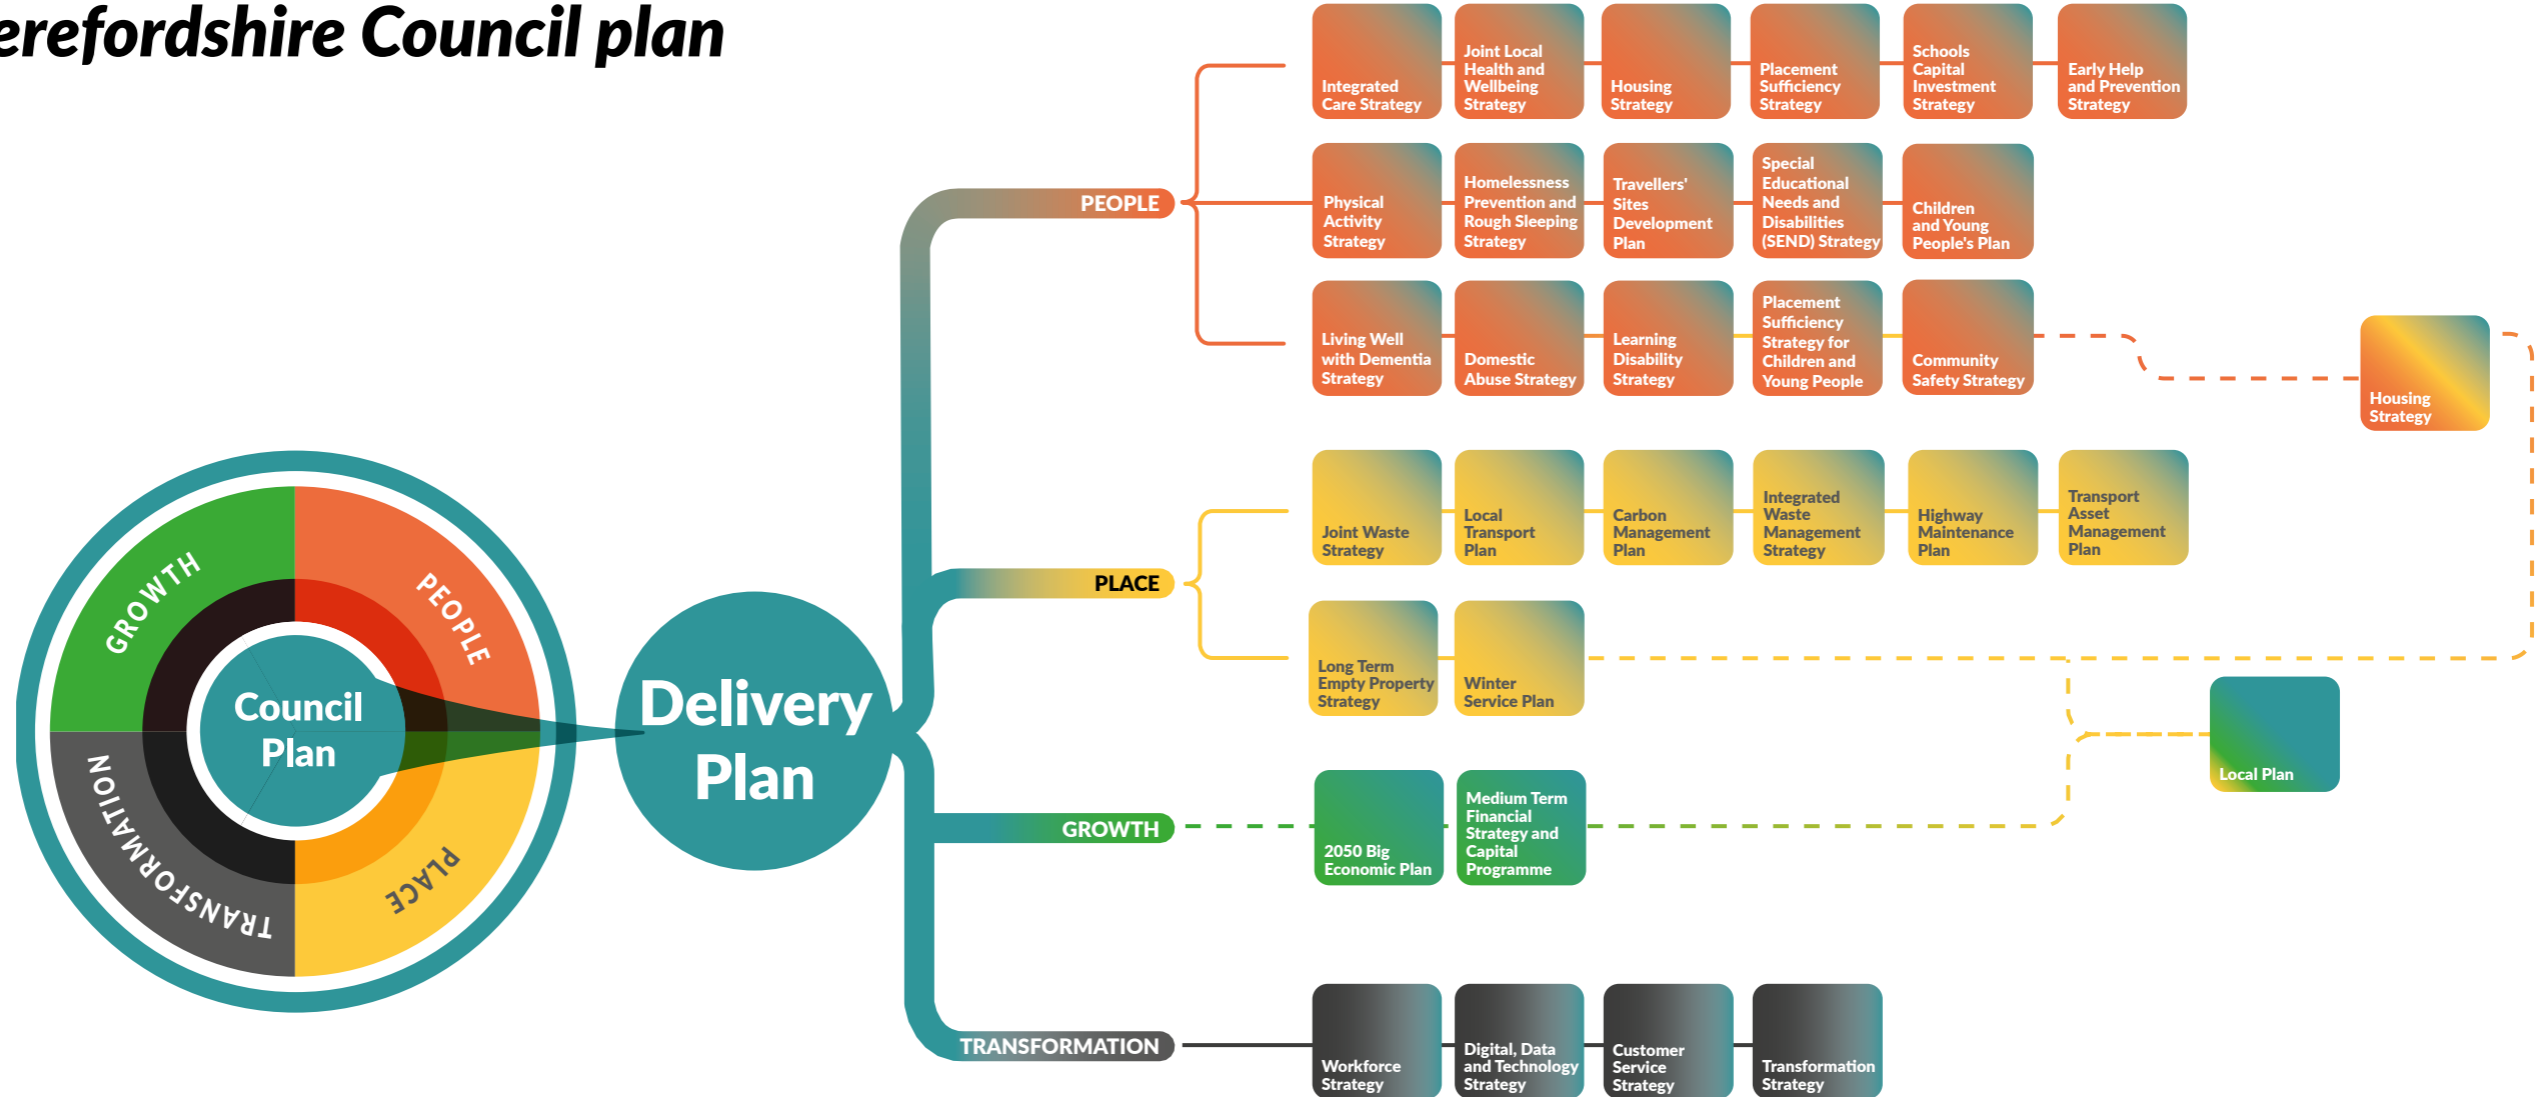 erefordshire Council plan
GROWTH
PEOPLE
TRANSFORMATION
PLACE
Council
Plan
Delivery
Plan
PEOPLE
Integrated
Care Strategy
Joint Local
Health and
Wellbeing
Strategy
Housing
Strategy
Placement
Sufficiency
Strategy
Schools
Capital
Investment
Strategy
Early Help
and Prevention
Strategy
Physical
Activity
Strategy
Homelessness
Prevention and
Rough Sleeping
Strategy
Travellers'
Sites
Development
Plan
Special
Educational
Needs and
Disabilities
(SEND) Strategy
Children
and Young
People's Plan
Living Well
with Dementia
Strategy
Domestic
Abuse Strategy
Learning
Disability
Strategy
Placement
Sufficiency
Strategy for
Children and
Young People
Community
Safety Strategy
Housing
Strategy
PLACE
Joint Waste
Strategy
Local
Transport
Plan
Carbon
Management
Plan
Integrated
Waste
Management
Strategy
Highway
Maintenance
Plan
Transport
Asset
Management
Plan
Long Term
Empty Property
Strategy
Winter
Service Plan
Local Plan
GROWTH
2050 Big
Economic Plan
Medium Term
Financial
Strategy and
Capital
Programme
TRANSFORMATION
Workforce
Strategy
Digital, Data
and Technology
Strategy
Customer
Service
Strategy
Transformation
Strategy